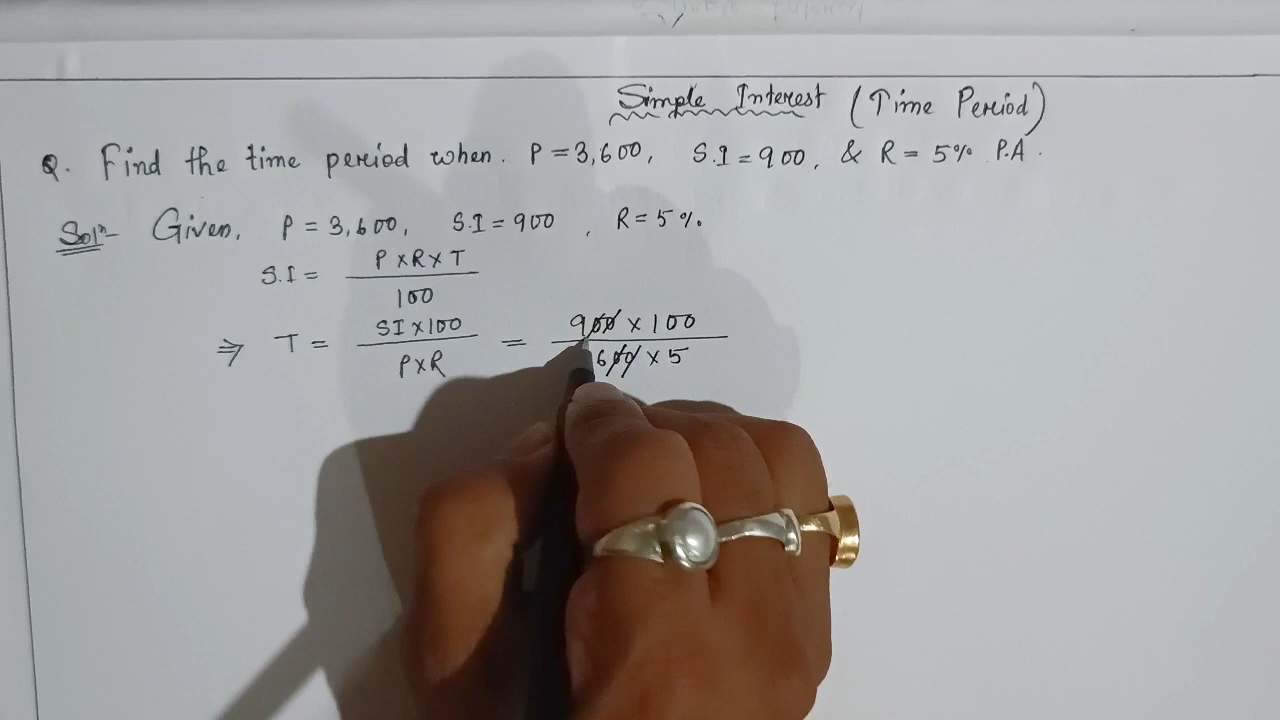 Simple Interest (Time Period)
Q. Find the time period when. P = 3,600, S.I = 900, & R = 5% P.A.
Solⁿ- Given, P = 3,600, S.I = 900, R = 5%.
S.I = P x R x T
100
⇒ T = SI x 100 = 900 x 100
P x R 600 x 5